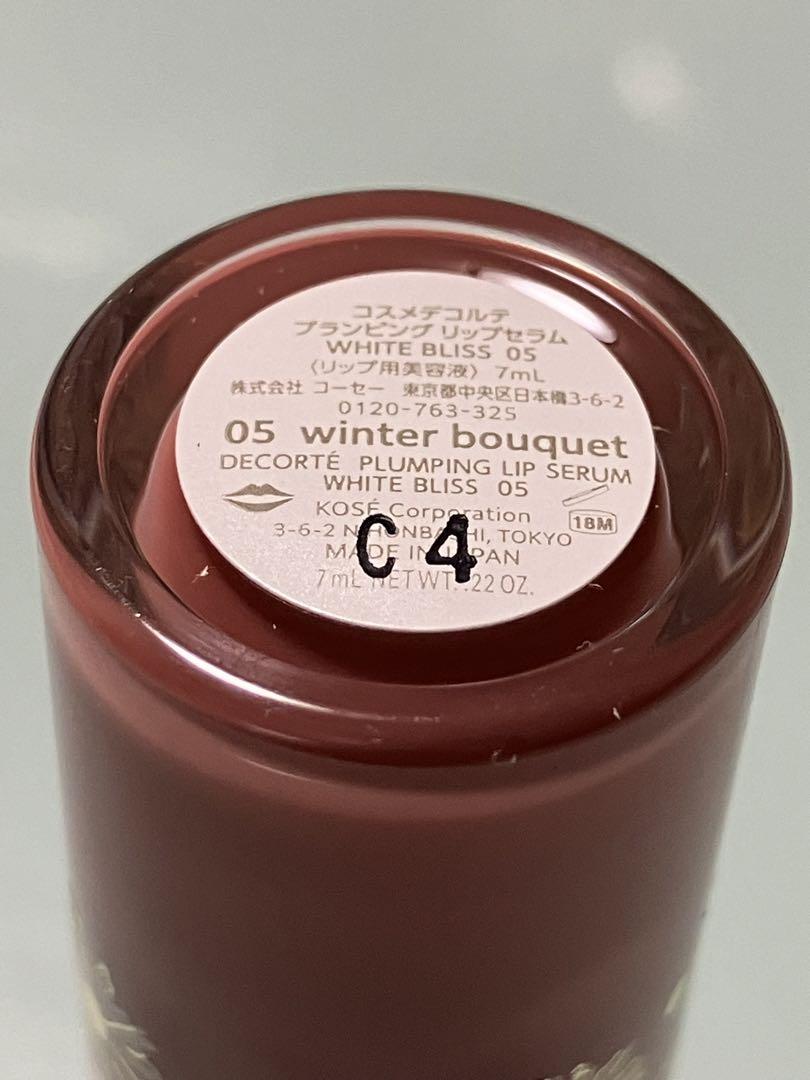 コスメデコルテ
プランピング リップセラム
WHITE BLISS 05
〈リップ用美容液〉 7mL
株式会社 コーセー 東京都中央区日本橋3-6-2
0120-763-325
05 winter bouquet
DECORTÉ PLUMPING LIP SERUM
WHITE BLISS 05
KOSÉ Corporation
18M
3-6-2 NIHONBASHI, TOKYO
MADE IN JAPAN
C4
7mL NET WT. .22 OZ.